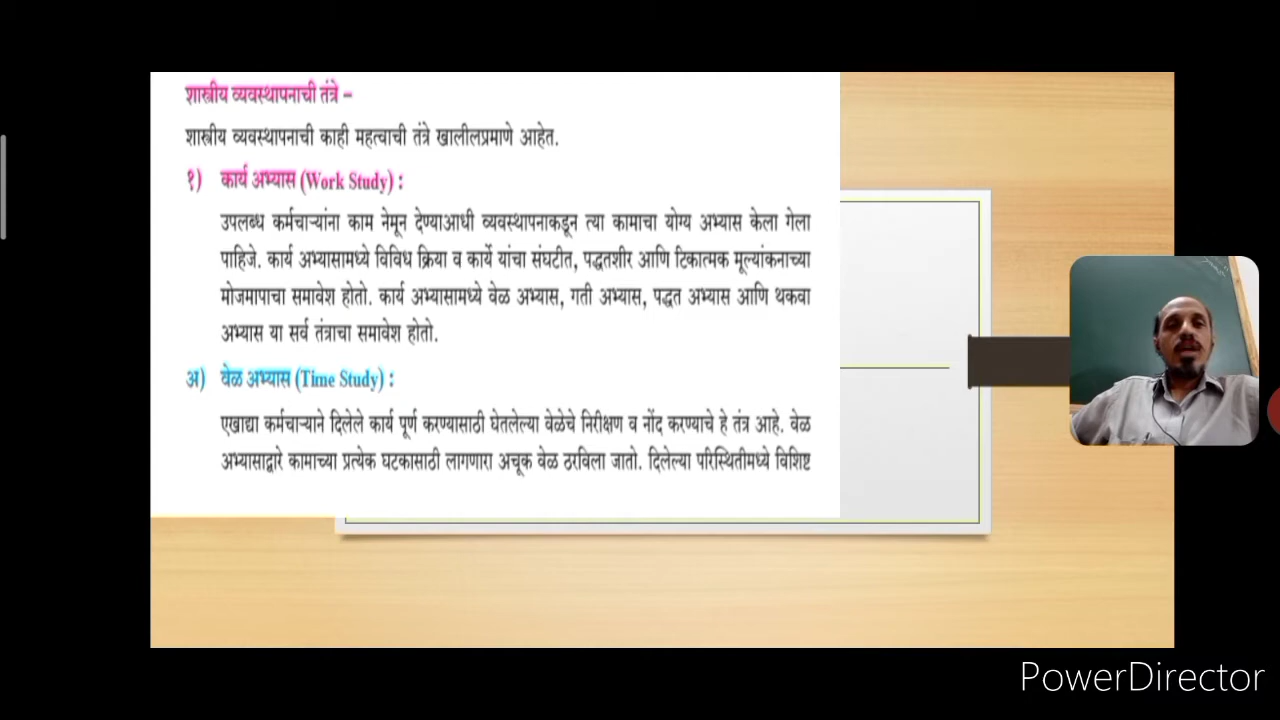 शास्त्रीय व्यवस्थापनाची तंत्रे –
शास्त्रीय व्यवस्थापनाची काही महत्वाची तंत्रे खालीलप्रमाणे आहेत.
१) कार्य अभ्यास (Work Study) :
उपलब्ध कर्मचाऱ्यांना काम नेमून देण्याआधी व्यवस्थापनाकडून त्या कामाचा योग्य अभ्यास केला गेला
पाहिजे. कार्य अभ्यासामध्ये विविध क्रिया व कार्ये यांचा संघटीत, पद्धतशीर आणि टिकात्मक मूल्यांकनाच्या
मोजमापाचा समावेश होतो. कार्य अभ्यासामध्ये वेळ अभ्यास, गती अभ्यास, पद्धत अभ्यास आणि थकवा
अभ्यास या सर्व तंत्राचा समावेश होतो.
अ) वेळ अभ्यास (Time Study) :
एखाद्या कर्मचाऱ्याने दिलेले कार्य पूर्ण करण्यासाठी घेतलेल्या वेळेचे निरीक्षण व नोंद करण्याचे हे तंत्र आहे. वेळ
अभ्यासाद्वारे कामाच्या प्रत्येक घटकासाठी लागणारा अचूक वेळ ठरविला जातो. दिलेल्या परिस्थितीमध्ये विशिष्ट
PowerDirector